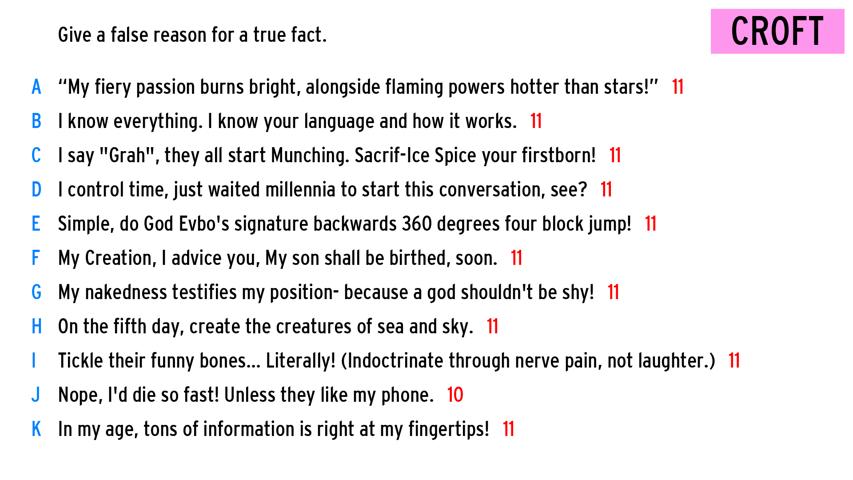 Give a false reason for a true fact.
CROFT
A “My fiery passion burns bright, alongside flaming powers hotter than stars!” 11
B I know everything. I know your language and how it works. 11
C I say "Grah", they all start Munching. Sacrif-Ice Spice your firstborn! 11
D I control time, just waited millennia to start this conversation, see? 11
E Simple, do God Evbo's signature backwards 360 degrees four block jump! 11
F My Creation, I advice you, My son shall be birthed, soon. 11
G My nakedness testifies my position- because a god shouldn't be shy! 11
H On the fifth day, create the creatures of sea and sky. 11
I Tickle their funny bones... Literally! (Indoctrinate through nerve pain, not laughter.) 11
J Nope, I'd die so fast! Unless they like my phone. 10
K In my age, tons of information is right at my fingertips! 11